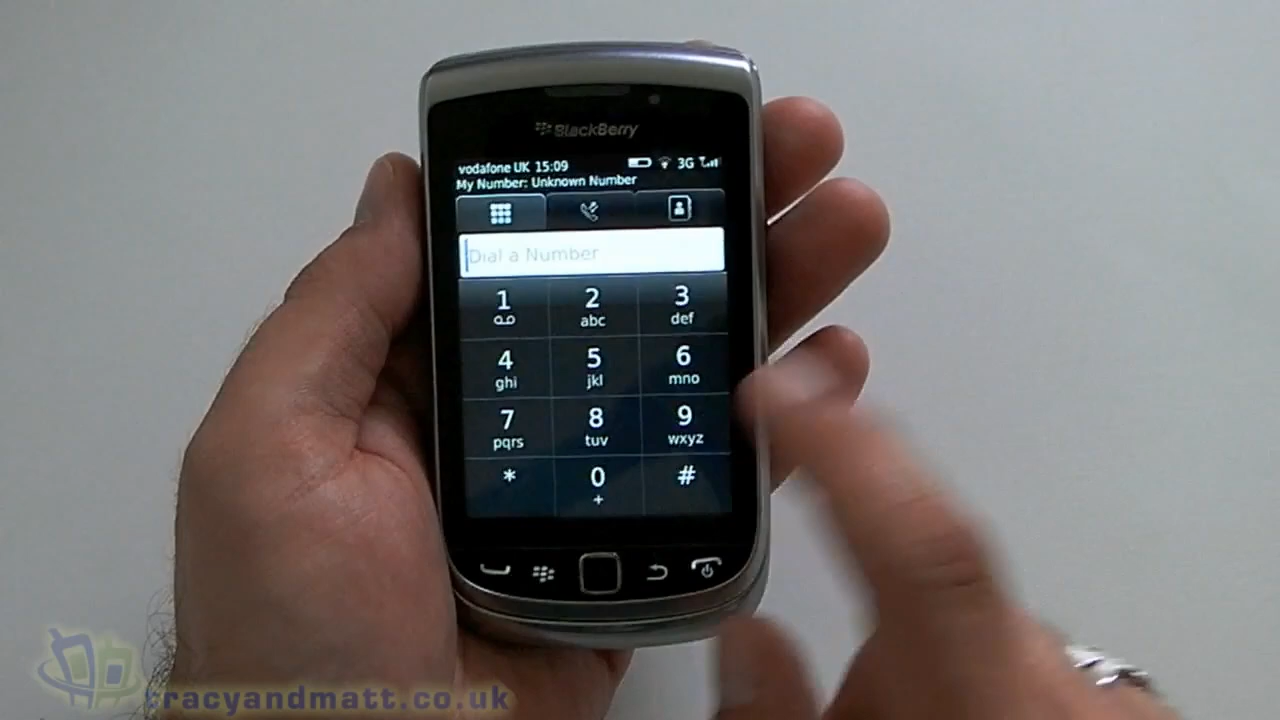 BlackBerry
vodafone UK 15:09 3G
My Number: Unknown Number
Dial a Number
1 2 3
abc def
4 5 6
ghi jkl mno
7 8 9
pqrs tuv wxyz
* 0 #
+
tracyandmatt.co.uk